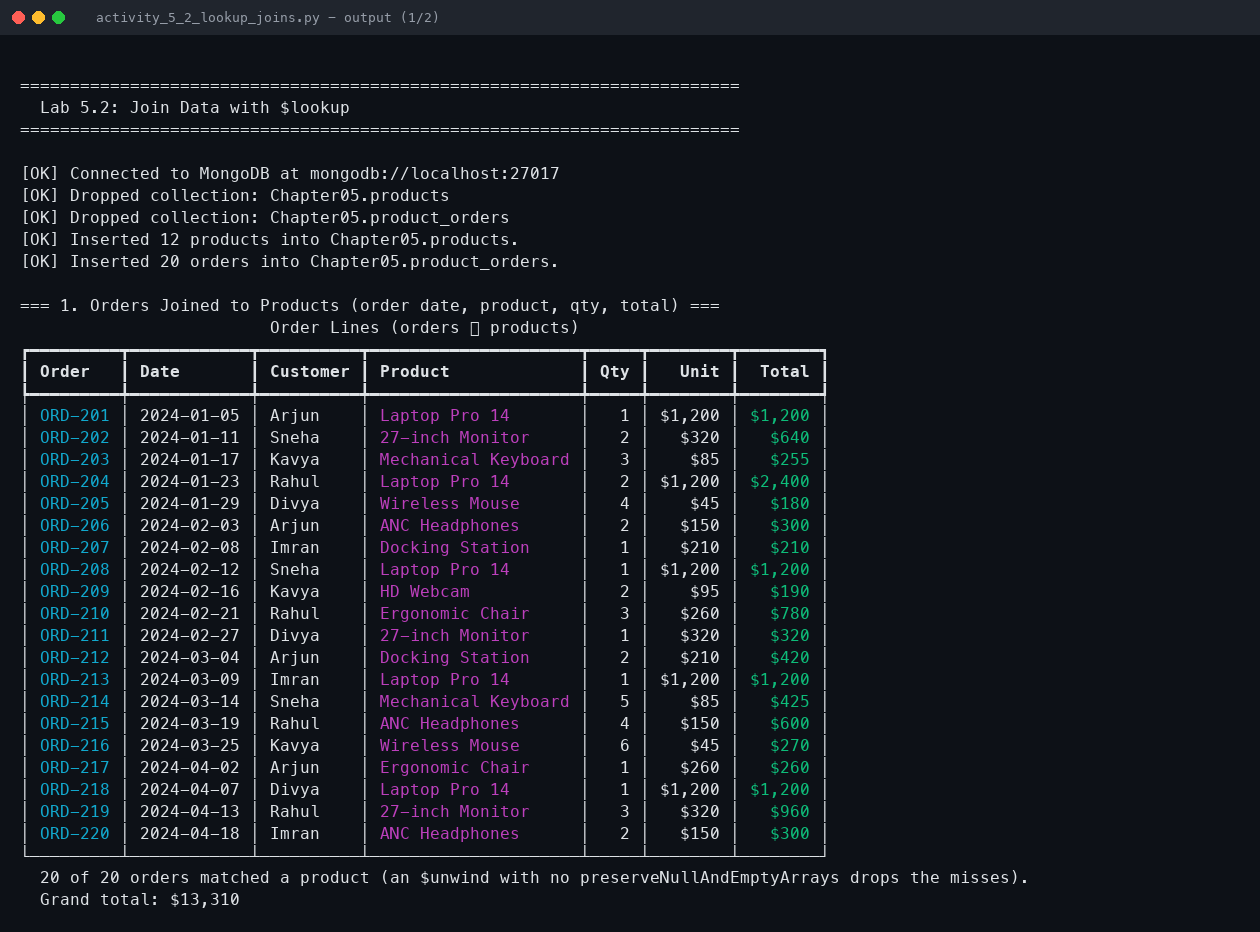 activity_5_2_lookup_joins.py — output (1/2)
========================================================================
Lab 5.2: Join Data with $lookup
========================================================================
[OK] Connected to MongoDB at mongodb://localhost:27017
[OK] Dropped collection: Chapter05.products
[OK] Dropped collection: Chapter05.product_orders
[OK] Inserted 12 products into Chapter05.products.
[OK] Inserted 20 orders into Chapter05.product_orders.
=== 1. Orders Joined to Products (order date, product, qty, total) ===
Order Lines (orders ▯ products)
Order Date Customer Product Qty Unit Total
ORD-201 2024-01-05 Arjun Laptop Pro 14 1 $1,200 $1,200
ORD-202 2024-01-11 Sneha 27-inch Monitor 2 $320 $640
ORD-203 2024-01-17 Kavya Mechanical Keyboard 3 $85 $255
ORD-204 2024-01-23 Rahul Laptop Pro 14 2 $1,200 $2,400
ORD-205 2024-01-29 Divya Wireless Mouse 4 $45 $180
ORD-206 2024-02-03 Arjun ANC Headphones 2 $150 $300
ORD-207 2024-02-08 Imran Docking Station 1 $210 $210
ORD-208 2024-02-12 Sneha Laptop Pro 14 1 $1,200 $1,200
ORD-209 2024-02-16 Kavya HD Webcam 2 $95 $190
ORD-210 2024-02-21 Rahul Ergonomic Chair 3 $260 $780
ORD-211 2024-02-27 Divya 27-inch Monitor 1 $320 $320
ORD-212 2024-03-04 Arjun Docking Station 2 $210 $420
ORD-213 2024-03-09 Imran Laptop Pro 14 1 $1,200 $1,200
ORD-214 2024-03-14 Sneha Mechanical Keyboard 5 $85 $425
ORD-215 2024-03-19 Rahul ANC Headphones 4 $150 $600
ORD-216 2024-03-25 Kavya Wireless Mouse 6 $45 $270
ORD-217 2024-04-02 Arjun Ergonomic Chair 1 $260 $260
ORD-218 2024-04-07 Divya Laptop Pro 14 1 $1,200 $1,200
ORD-219 2024-04-13 Rahul 27-inch Monitor 3 $320 $960
ORD-220 2024-04-18 Imran ANC Headphones 2 $150 $300
20 of 20 orders matched a product (an $unwind with no preserveNullAndEmptyArrays drops the misses).
Grand total: $13,310